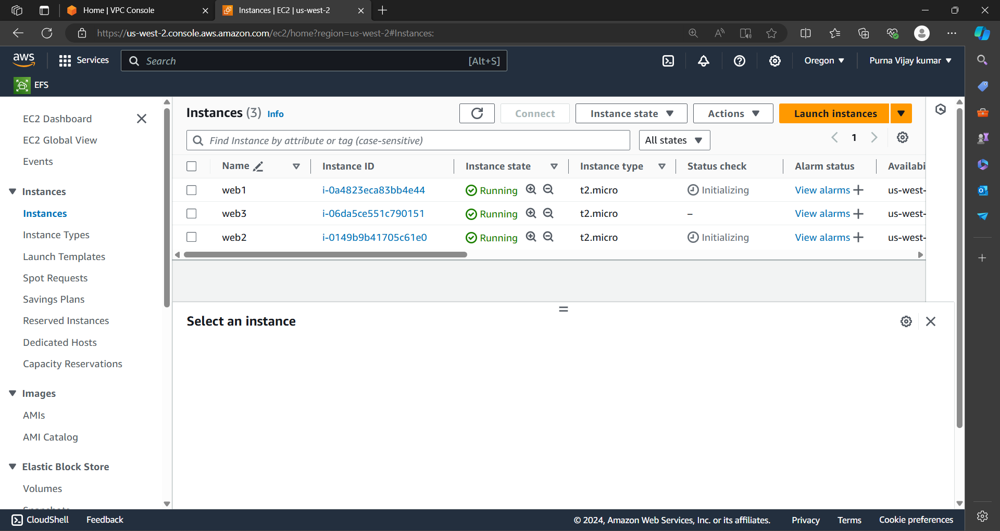 Home | VPC Console
Instances | EC2 | us-west-2
https://us-west-2.console.aws.amazon.com/ec2/home?region=us-west-2#Instances:
aws
Services
Search
[Alt+S]
Oregon
Purna Vijay kumar
EFS
EC2 Dashboard
EC2 Global View
Events
Instances
Instances
Instance Types
Launch Templates
Spot Requests
Savings Plans
Reserved Instances
Dedicated Hosts
Capacity Reservations
Images
AMIs
AMI Catalog
Elastic Block Store
Volumes
Instances (3) Info
Connect
Instance state
Actions
Launch instances
Find Instance by attribute or tag (case-sensitive)
All states
1
Name Instance ID Instance state Instance type Status check Alarm status Availabi
web1 i-0a4823eca83bb4e44 Running t2.micro Initializing View alarms us-west-
web3 i-06da5ce551c790151 Running t2.micro – View alarms us-west-
web2 i-0149b9b41705c61e0 Running t2.micro Initializing View alarms us-west-
Select an instance
CloudShell Feedback © 2024, Amazon Web Services, Inc. or its affiliates. Privacy Terms Cookie preferences